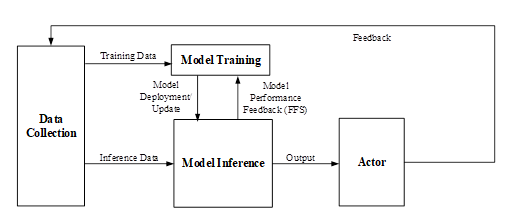 Feedback
Training Data
Model Training
Model
Deployment/
Update
Model
Performance
Feedback (FFS)
Data
Collection
Inference Data
Model Inference
Output
Actor